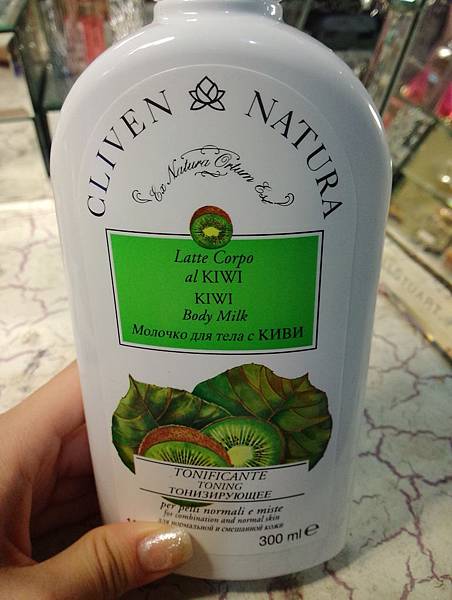 CLIVEN NATURA
Ex Natura Ortum Est
Latte Corpo
al KIWI
KIWI
Body Milk
Молочко для тела с КИВИ
TONIFICANTE
TONING
ТОНИЗИРУЮЩЕЕ
per pelli normali e miste
for combination and normal skin
для нормальной и смешанной кожи
300 ml e